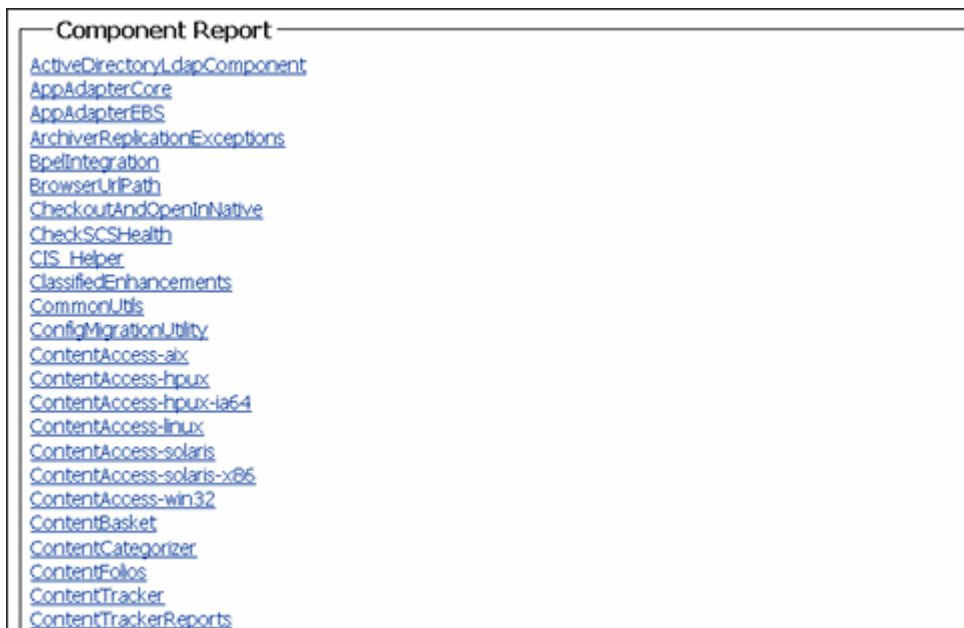 Component Report
ActiveDirectoryLdapComponent
AppAdapterCore
AppAdapterEBS
ArchiverReplicationExceptions
BpelIntegration
BrowserUrlPath
CheckoutAndOpenInNative
CheckSCSHealth
CIS_Helper
ClassifiedEnhancements
CommonUtils
ConfigMigrationUtility
ContentAccess-aix
ContentAccess-hpux
ContentAccess-hpux-ia64
ContentAccess-linux
ContentAccess-solaris
ContentAccess-solaris-x86
ContentAccess-win32
ContentBasket
ContentCategorizer
ContentFolios
ContentTracker
ContentTrackerReports